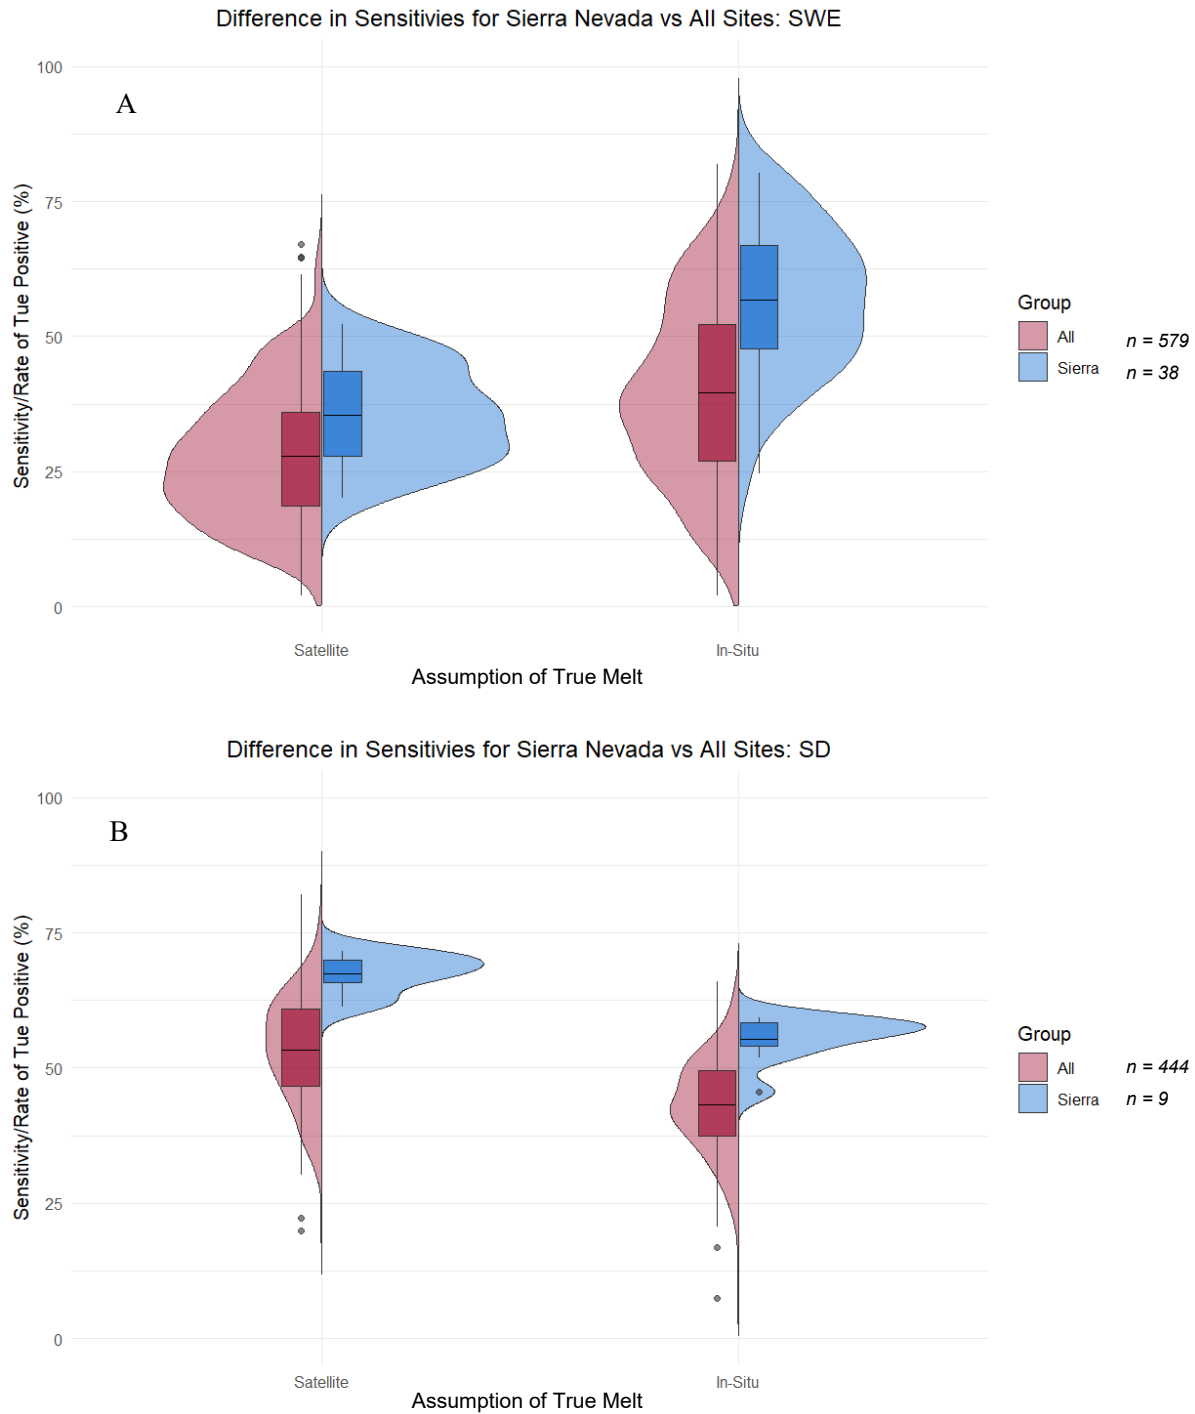 Difference in Sensitivies for Sierra Nevada vs All Sites: SWE
A
Sensitivity/Rate of Tue Positive (%)
100
75
50
25
0
Satellite
In-Situ
Assumption of True Melt
Group
All n = 579
Sierra n = 38
Difference in Sensitivies for Sierra Nevada vs All Sites: SD
B
Sensitivity/Rate of Tue Positive (%)
100
75
50
25
0
Satellite
In-Situ
Assumption of True Melt
Group
All n = 444
Sierra n = 9